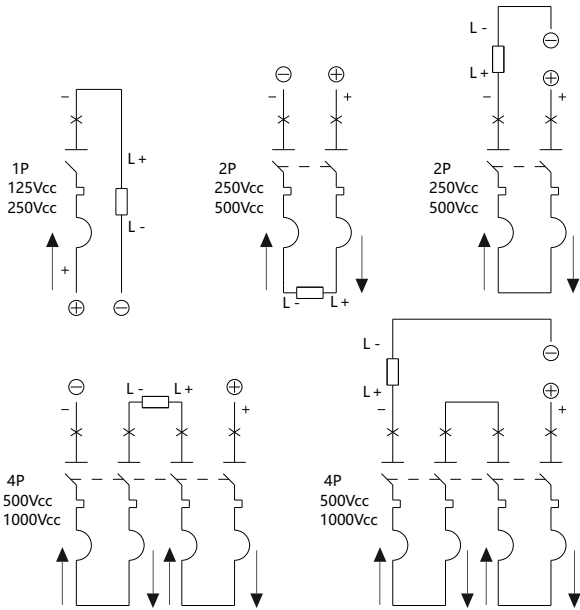 1P
125Vcc
250Vcc
−
L +
L -
+
⊕
⊖
2P
250Vcc
500Vcc
⊖
⊕
−
+
L -
L +
2P
250Vcc
500Vcc
L -
L +
⊖
⊕
−
+
4P
500Vcc
1000Vcc
⊖
L -
L +
⊕
−
+
4P
500Vcc
1000Vcc
L -
L +
⊖
⊕
−
+